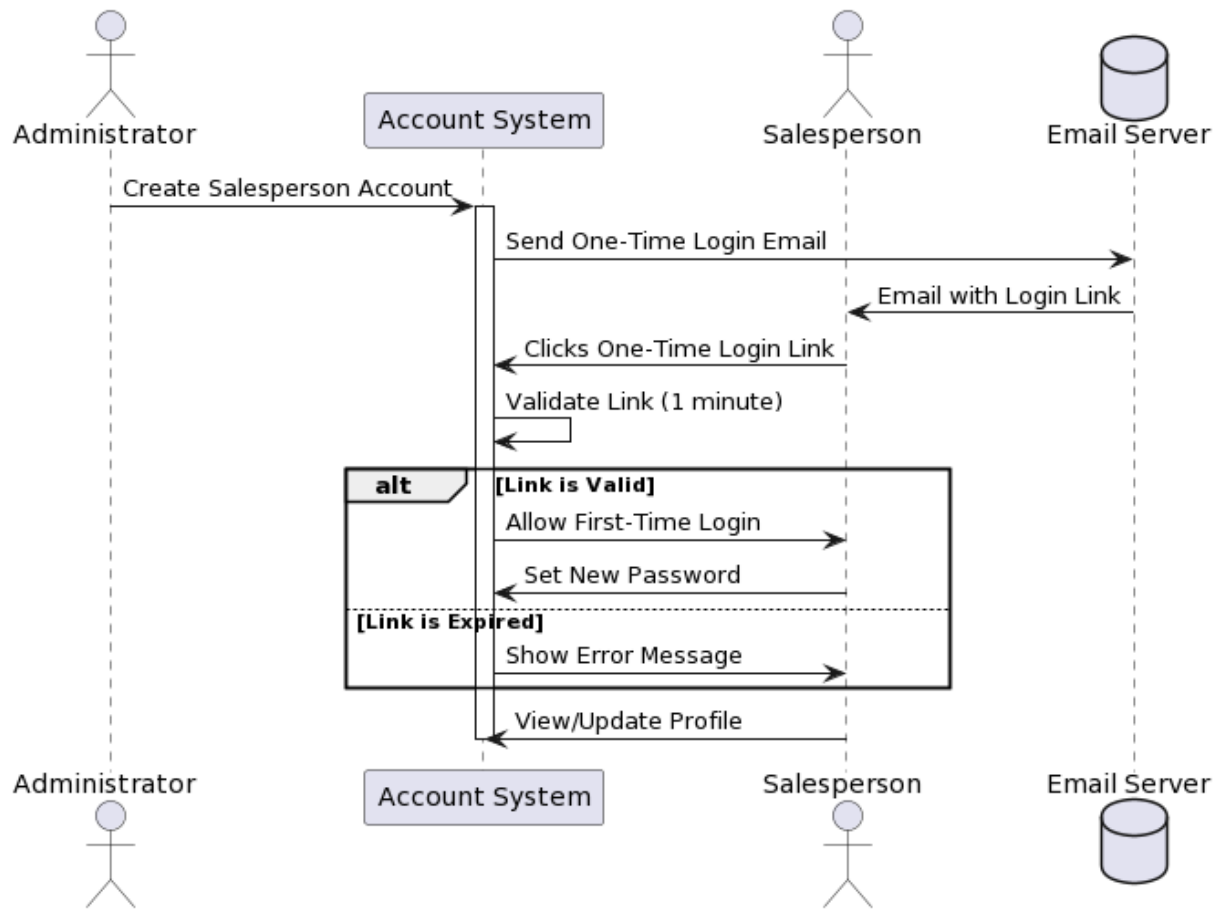 Administrator
Account System
Salesperson
Email Server
Create Salesperson Account
Send One-Time Login Email
Email with Login Link
Clicks One-Time Login Link
Validate Link (1 minute)
alt
[Link is Valid]
Allow First-Time Login
Set New Password
[Link is Expired]
Show Error Message
View/Update Profile
Administrator
Account System
Salesperson
Email Server